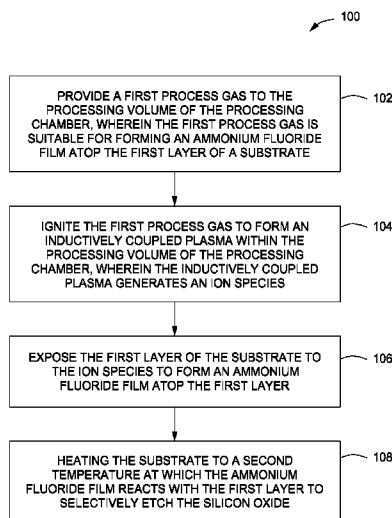 100
PROVIDE A FIRST PROCESS GAS TO THE
PROCESSING VOLUME OF THE PROCESSING
CHAMBER, WHEREIN THE FIRST PROCESS GAS IS
SUITABLE FOR FORMING AN AMMONIUM FLUORIDE
FILM ATOP THE FIRST LAYER OF A SUBSTRATE
102
IGNITE THE FIRST PROCESS GAS TO FORM AN
INDUCTIVELY COUPLED PLASMA WITHIN THE
PROCESSING VOLUME OF THE PROCESSING
CHAMBER, WHEREIN THE INDUCTIVELY COUPLED
PLASMA GENERATES AN ION SPECIES
104
EXPOSE THE FIRST LAYER OF THE SUBSTRATE TO
THE ION SPECIES TO FORM AN AMMONIUM
FLUORIDE FILM ATOP THE FIRST LAYER
106
HEATING THE SUBSTRATE TO A SECOND
TEMPERATURE AT WHICH THE AMMONIUM
FLUORIDE FILM REACTS WITH THE FIRST LAYER TO
SELECTIVELY ETCH THE SILICON OXIDE
108